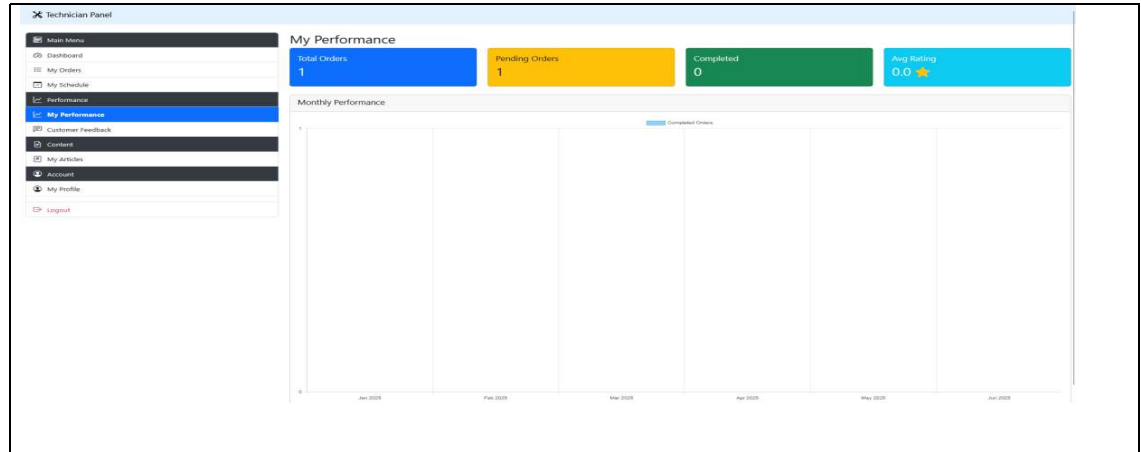 Technician Panel
Main Menu
Dashboard
My Orders
My Schedule
Performance
My Performance
Customer Feedback
Content
My Articles
Account
My Profile
Logout
My Performance
Total Orders
1
Pending Orders
1
Completed
0
Avg Rating
0.0
Monthly Performance
Completed Orders
1
0
Jan 2025
Feb 2025
Mar 2025
Apr 2025
May 2025
Jun 2025